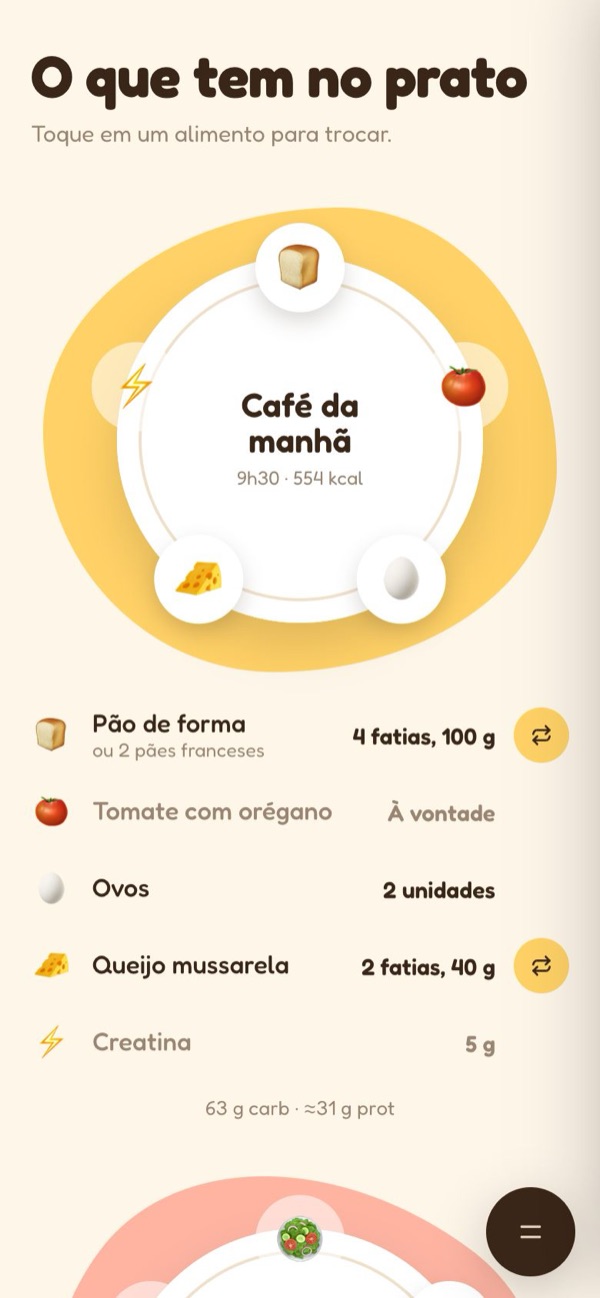 O que tem no prato
Toque em um alimento para trocar.
Café da
manhã
9h30 · 554 kcal
Pão de forma
ou 2 pães franceses
4 fatias, 100 g
Tomate com orégano
À vontade
Ovos
2 unidades
Queijo mussarela
2 fatias, 40 g
Creatina
5 g
63 g carb · ≈31 g prot